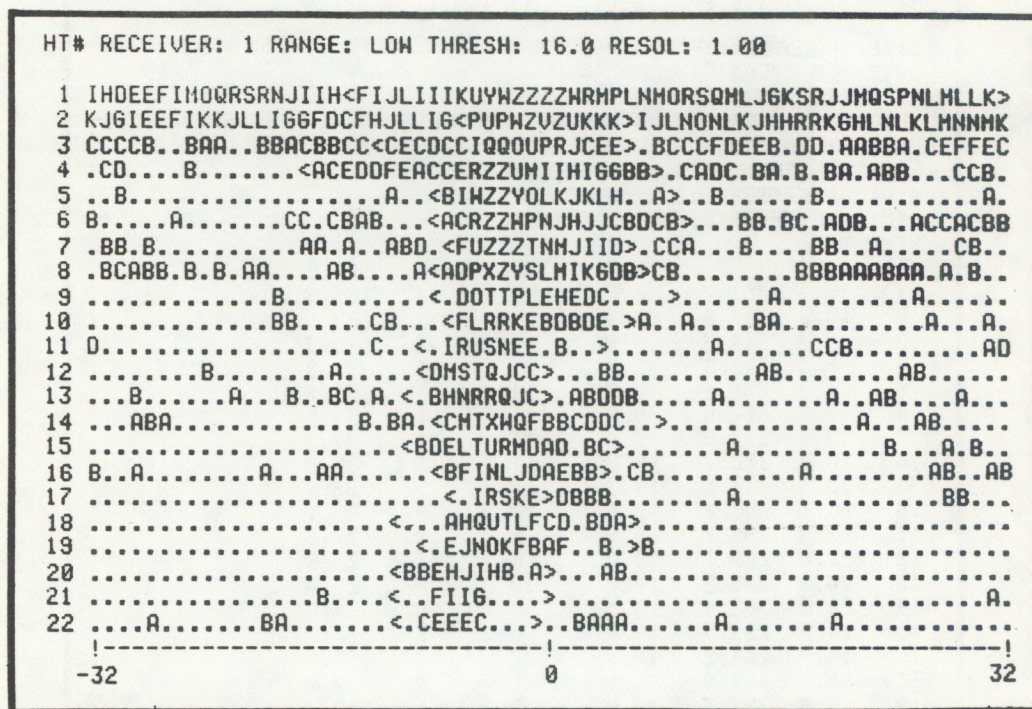 HT# RECEIVER: 1 RANGE: LOW THRESH: 16.0 RESOL: 1.00
1 IHDEEFIMOQRSRNJIIH<FIJLIIIKUYWZZZZWRMPLNMORSQMLJGKSRJJMQSPNLMLLK>
2 KJGIEEFIKKJLLIGGFDCFHJLLIG<PUPWZVZUKKK>IJLNONLKJHHRRKGHLNLKLMNNMK
3 CCCCB..BAA..BBACBBCC<CECDCCIQQOUPRJCEE>.BCCCFDEEB.DD.AABBA.CEFFEC
4 .CD....B.......<ACEDDFEACCERZZUMIIHIGGBB>.CADC.BA.B.BA.ABB...CCB.
5 ..B..................A..<BIWZZYOLKJKLH..A>..B......B...........A.
6 B.....A.......CC.CBAB...<ACRZZWPNJHJJCBDCB>...BB.BC.ADB...ACCACBB
7 .BB.B..........AA.A...ABD.<FUZZZTNMJIID>.CCA...B....BB..A.....CB..
8 .BCABB.B.B.AA....AB....A<ADPXZYSLMIKGDB>CB........BBBAAABAA.A.B..
9 .............B..........<.DOTTPLEHEDC....>......A.........A......
10 .............BB.....CB...<FLRRKEBDBDE.>A..A....BA..........A...A.
11 D...................C..<.IRUSNEE.B..>.......A......CCB.........AD
12 ........B........A.....<DMSTQJCC>...BB.........AB........AB......
13 ...B......A...B..BC.A.<.BHNRRQJC>.ABDDB.....A.......A..AB....A...
14 ...ABA.............B.BA.<CMTXWQFBBCDDC..>.............A...AB.....
15 ......................<BDELTURMDAD.BC>.......A..........B...A.B..
16 B..A........A...AA......<BFINLJDAEBB>.CB..........A........AB..AB
17 .........................<.IRSKE>DBBB........A..............BB...
18 .....................<...AHQUTLFCD.BDA>..........................
19 .......................<.EJNOKFBAF..B.>B.........................
20 .....................<BBEHJIHB.A>...AB...........................
21 ................B....<..FIIG....>..............................A.
22 ....A.......BA.......<.CEEEC...>..BAAAA......A.......A...........
!-------------------------------!-------------------------------!
-32 0 32